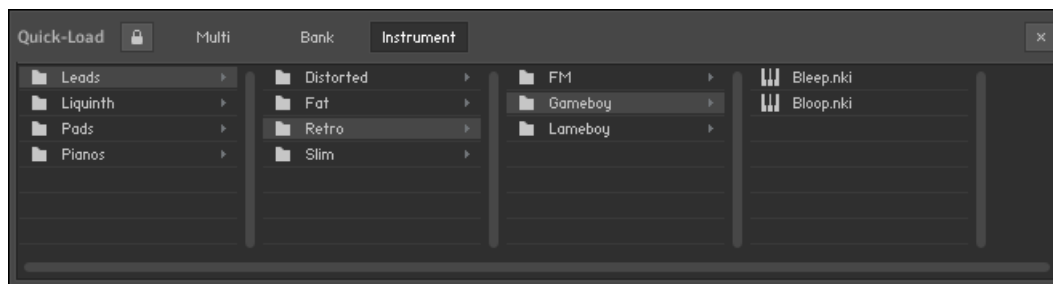 Quick-Load Multi Bank Instrument ×
Leads Distorted FM Bleep.nki
Liquinth Fat Gameboy Bloop.nki
Pads Retro Lameboy
Pianos Slim